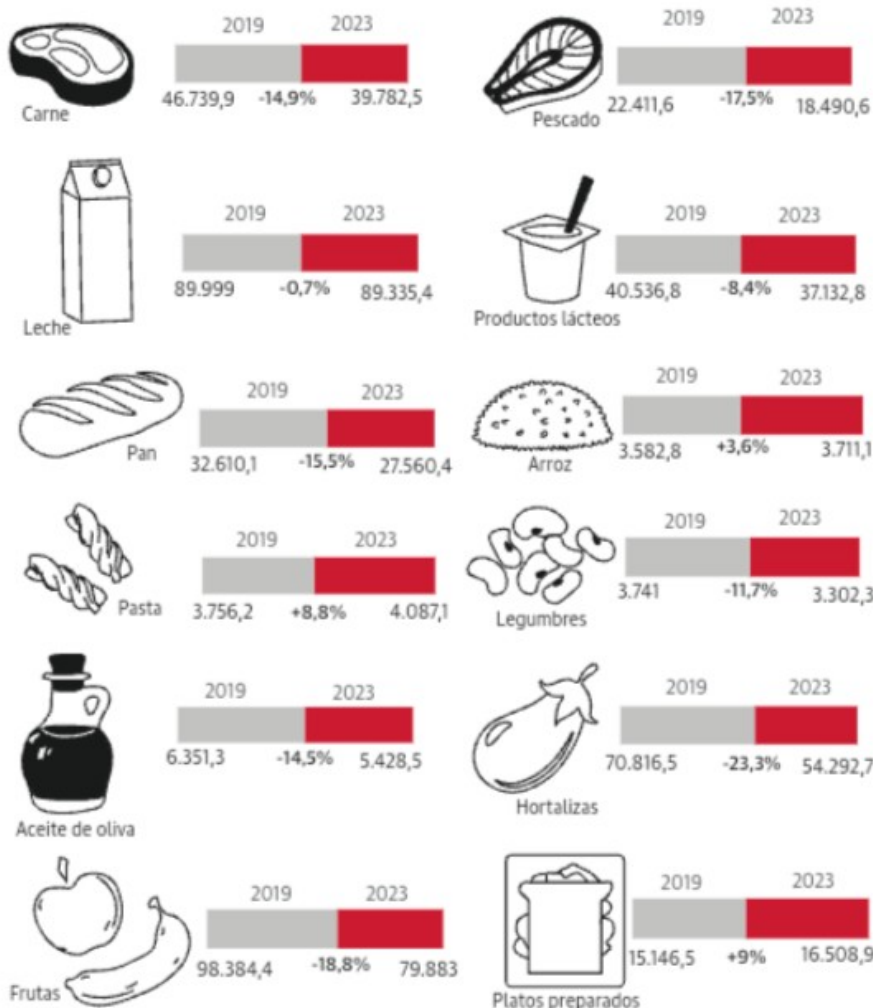 2019 2023
46.739,9 -14,9% 39.782,5
Carne
2019 2023
22.411,6 -17,5% 18.490,6
Pescado
2019 2023
89.999 -0,7% 89.335,4
Leche
2019 2023
40.536,8 -8,4% 37.132,8
Productos lácteos
2019 2023
Pan
32.610,1 -15,5% 27.560,4
2019 2023
3.582,8 +3,6% 3.711,1
Arroz
2019 2023
Pasta
3.756,2 +8,8% 4.087,1
2019 2023
3.741 -11,7% 3.302,3
Legumbres
2019 2023
6.351,3 -14,5% 5.428,5
Aceite de oliva
2019 2023
70.816,5 -23,3% 54.292,7
Hortalizas
2019 2023
98.384,4 -18,8% 79.883
Frutas
2019 2023
15.146,5 +9% 16.508,9
Platos preparados